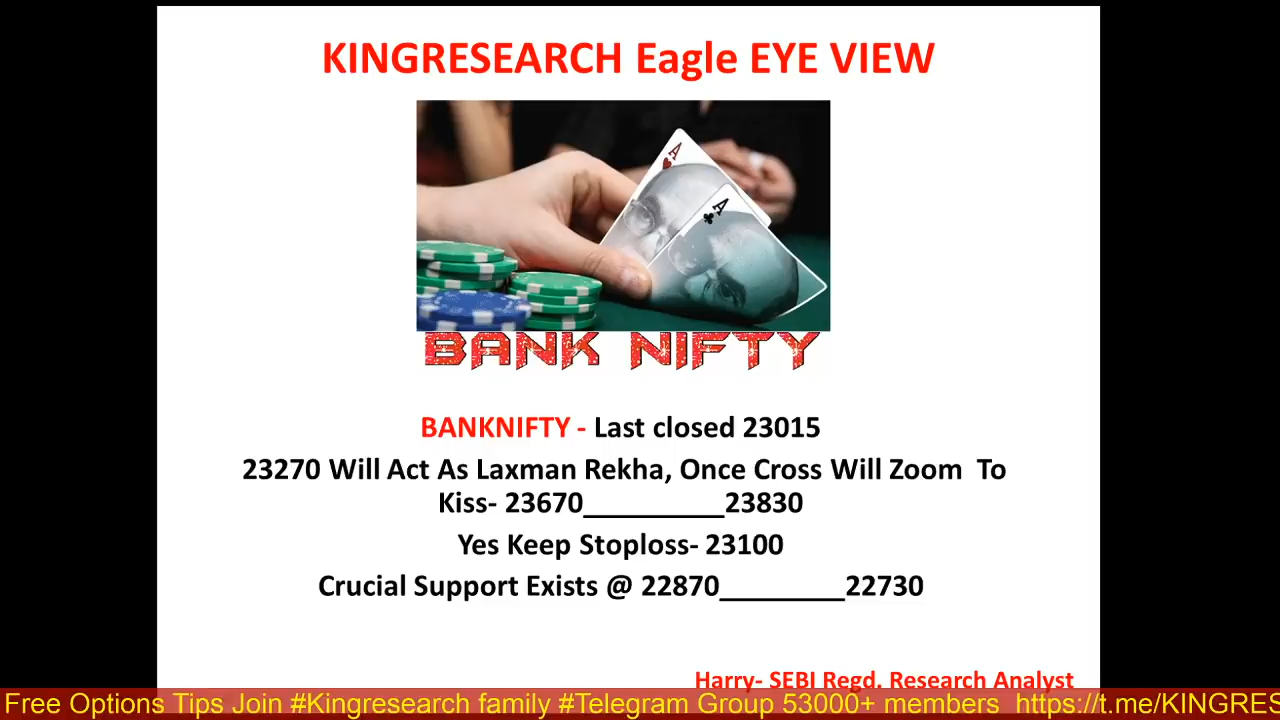 KINGRESEARCH Eagle EYE VIEW
A
A
BANK NIFTY
BANKNIFTY - Last closed 23015
23270 Will Act As Laxman Rekha, Once Cross Will Zoom To
Kiss- 23670_________23830
Yes Keep Stoploss- 23100
Crucial Support Exists @ 22870________22730
Harry- SEBI Regd. Research Analyst
Free Options Tips Join #Kingresearch family #Telegram Group 53000+ members https://t.me/KINGRES